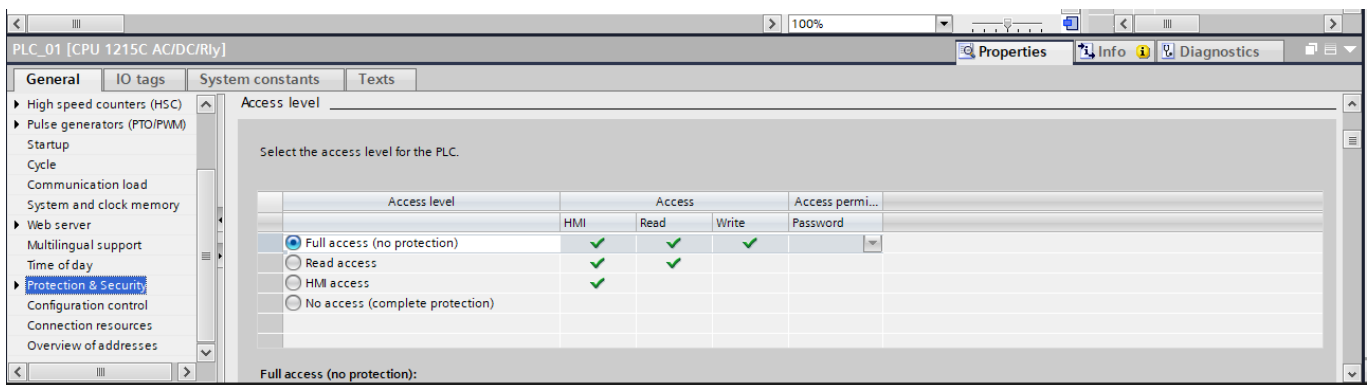 100%
PLC_01 [CPU 1215C AC/DC/Rly]
Properties Info Diagnostics
General IO tags System constants Texts
High speed counters (HSC)
Pulse generators (PTO/PWM)
Startup
Cycle
Communication load
System and clock memory
Web server
Multilingual support
Time of day
Protection & Security
Configuration control
Connection resources
Overview of addresses
Access level
Select the access level for the PLC.
Access level Access Access permi...
HMI Read Write Password
Full access (no protection)
Read access
HMI access
No access (complete protection)
Full access (no protection):